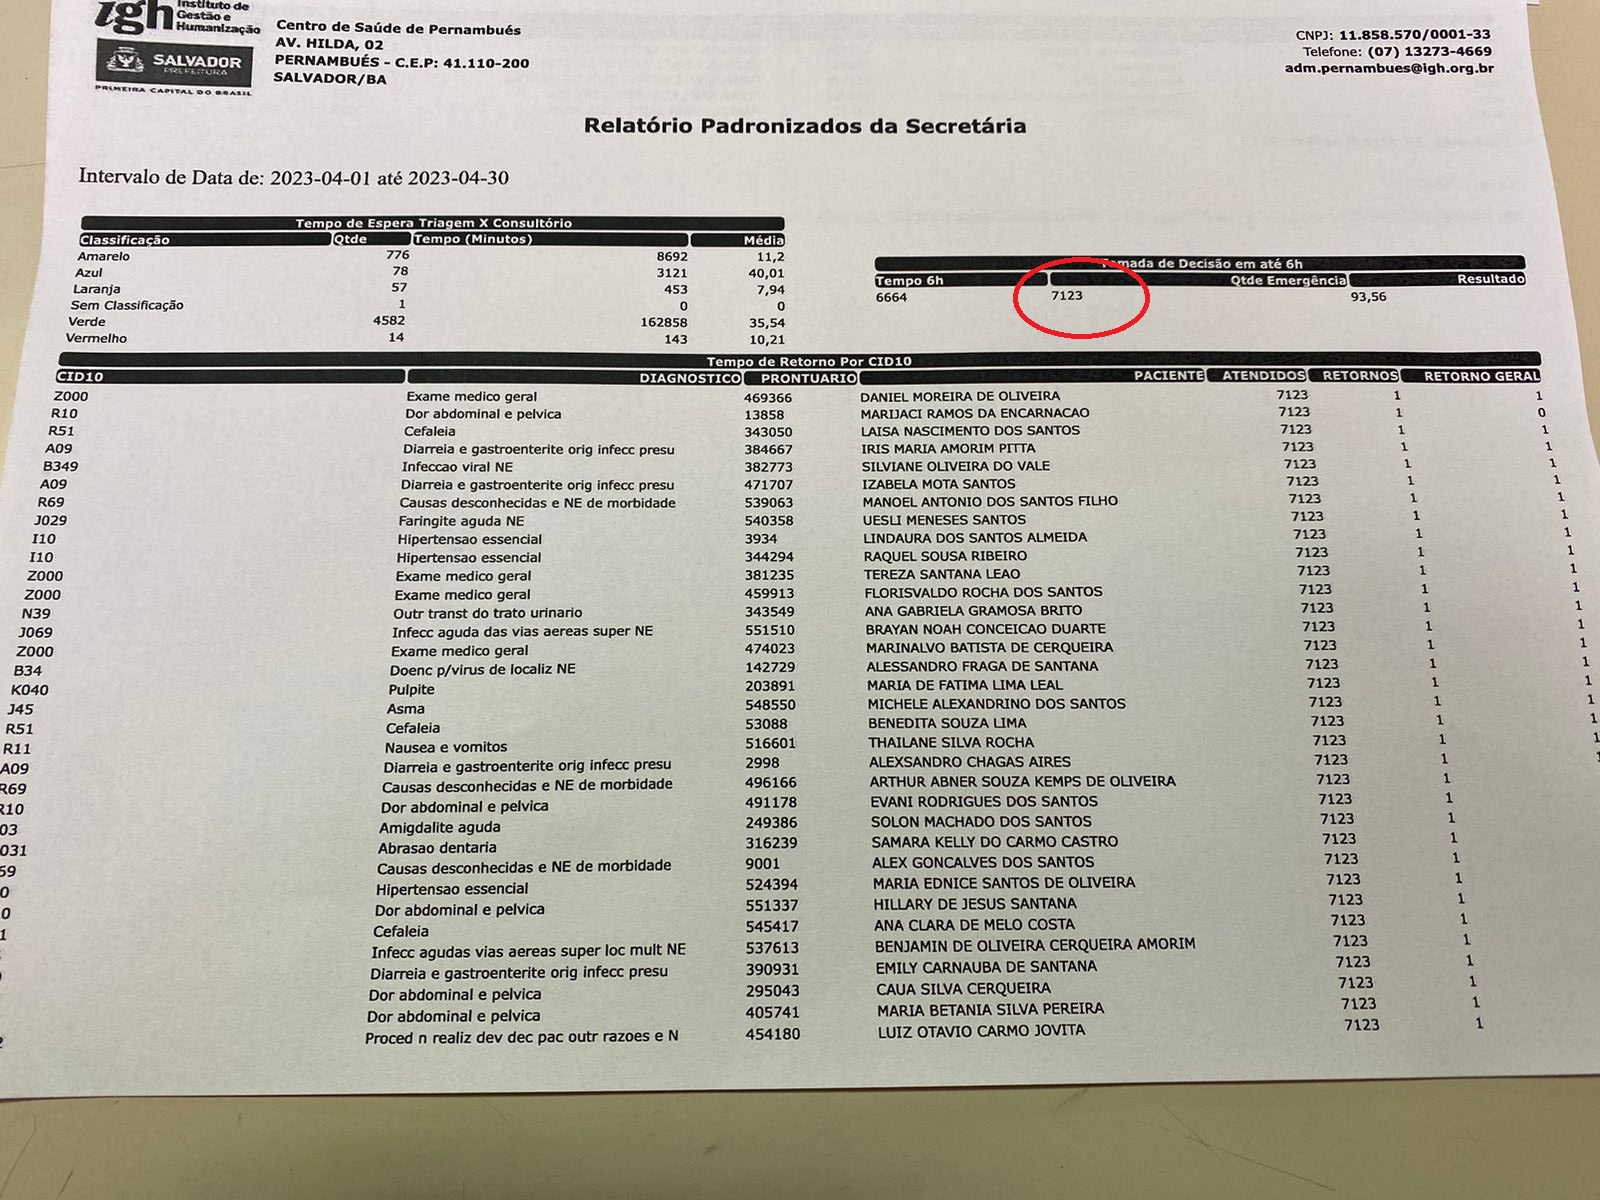 igh Instituto de
Gestão e
Humanização
SALVADOR
PREFEITURA
PRIMEIRA CAPITAL DO BRASIL
Centro de Saúde de Pernambués
AV. HILDA, 02
PERNAMBUÉS - C.E.P: 41.110-200
SALVADOR/BA
CNPJ: 11.858.570/0001-33
Telefone: (07) 13273-4669
adm.pernambues@igh.org.br
Relatório Padronizados da Secretária
Intervalo de Data de: 2023-04-01 até 2023-04-30
Tempo de Espera Triagem X Consultório
Classificação Qtde Tempo (Minutos) Média
Amarelo 776 8692 11,2
Azul 78 3121 40,01
Laranja 57 453 7,94
Sem Classificação 1 0 0
Verde 4582 162858 35,54
Vermelho 14 143 10,21
Tomada de Decisão em até 6h
Tempo 6h Qtde Emergência Resultado
6664 7123 93,56
Tempo de Retorno Por CID10
CID10 DIAGNOSTICO PRONTUARIO PACIENTE ATENDIDOS RETORNOS RETORNO GERAL
Z000 Exame medico geral 469366 DANIEL MOREIRA DE OLIVEIRA 7123 1 1
R10 Dor abdominal e pelvica 13858 MARIJACI RAMOS DA ENCARNACAO 7123 1 0
R51 Cefaleia 343050 LAISA NASCIMENTO DOS SANTOS 7123 1 1
A09 Diarreia e gastroenterite orig infecc presu 384667 IRIS MARIA AMORIM PITTA 7123 1 1
B349 Infeccao viral NE 382773 SILVIANE OLIVEIRA DO VALE 7123 1 1
A09 Diarreia e gastroenterite orig infecc presu 471707 IZABELA MOTA SANTOS 7123 1 1
R69 Causas desconhecidas e NE de morbidade 539063 MANOEL ANTONIO DOS SANTOS FILHO 7123 1 1
J029 Faringite aguda NE 540358 UESLI MENESES SANTOS 7123 1 1
I10 Hipertensao essencial 3934 LINDAURA DOS SANTOS ALMEIDA 7123 1 1
I10 Hipertensao essencial 344294 RAQUEL SOUSA RIBEIRO 7123 1 1
Z000 Exame medico geral 381235 TEREZA SANTANA LEAO 7123 1 1
Z000 Exame medico geral 459913 FLORISVALDO ROCHA DOS SANTOS 7123 1 1
N39 Outr transt do trato urinario 343549 ANA GABRIELA GRAMOSA BRITO 7123 1 1
J069 Infecc aguda das vias aereas super NE 551510 BRAYAN NOAH CONCEICAO DUARTE 7123 1 1
Z000 Exame medico geral 474023 MARINALVO BATISTA DE CERQUEIRA 7123 1 1
B34 Doenc p/virus de localiz NE 142729 ALESSANDRO FRAGA DE SANTANA 7123 1 1
K040 Pulpite 203891 MARIA DE FATIMA LIMA LEAL 7123 1 1
J45 Asma 548550 MICHELE ALEXANDRINO DOS SANTOS 7123 1 1
R51 Cefaleia 53088 BENEDITA SOUZA LIMA 7123 1 1
R11 Nausea e vomitos 516601 THAILANE SILVA ROCHA 7123 1 1
A09 Diarreia e gastroenterite orig infecc presu 2998 ALEXSANDRO CHAGAS AIRES 7123 1 1
R69 Causas desconhecidas e NE de morbidade 496166 ARTHUR ABNER SOUZA KEMPS DE OLIVEIRA 7123 1
R10 Dor abdominal e pelvica 491178 EVANI RODRIGUES DOS SANTOS 7123 1
03 Amigdalite aguda 249386 SOLON MACHADO DOS SANTOS 7123 1
031 Abrasao dentaria 316239 SAMARA KELLY DO CARMO CASTRO 7123 1
69 Causas desconhecidas e NE de morbidade 9001 ALEX GONCALVES DOS SANTOS 7123 1
0 Hipertensao essencial 524394 MARIA EDNICE SANTOS DE OLIVEIRA 7123 1
0 Dor abdominal e pelvica 551337 HILLARY DE JESUS SANTANA 7123 1
1 Cefaleia 545417 ANA CLARA DE MELO COSTA 7123 1
Infecc agudas vias aereas super loc mult NE 537613 BENJAMIN DE OLIVEIRA CERQUEIRA AMORIM 7123 1
Diarreia e gastroenterite orig infecc presu 390931 EMILY CARNAUBA DE SANTANA 7123 1
Dor abdominal e pelvica 295043 CAUA SILVA CERQUEIRA 7123 1
Dor abdominal e pelvica 405741 MARIA BETANIA SILVA PEREIRA 7123 1
Proced n realiz dev dec pac outr razoes e N 454180 LUIZ OTAVIO CARMO JOVITA 7123 1